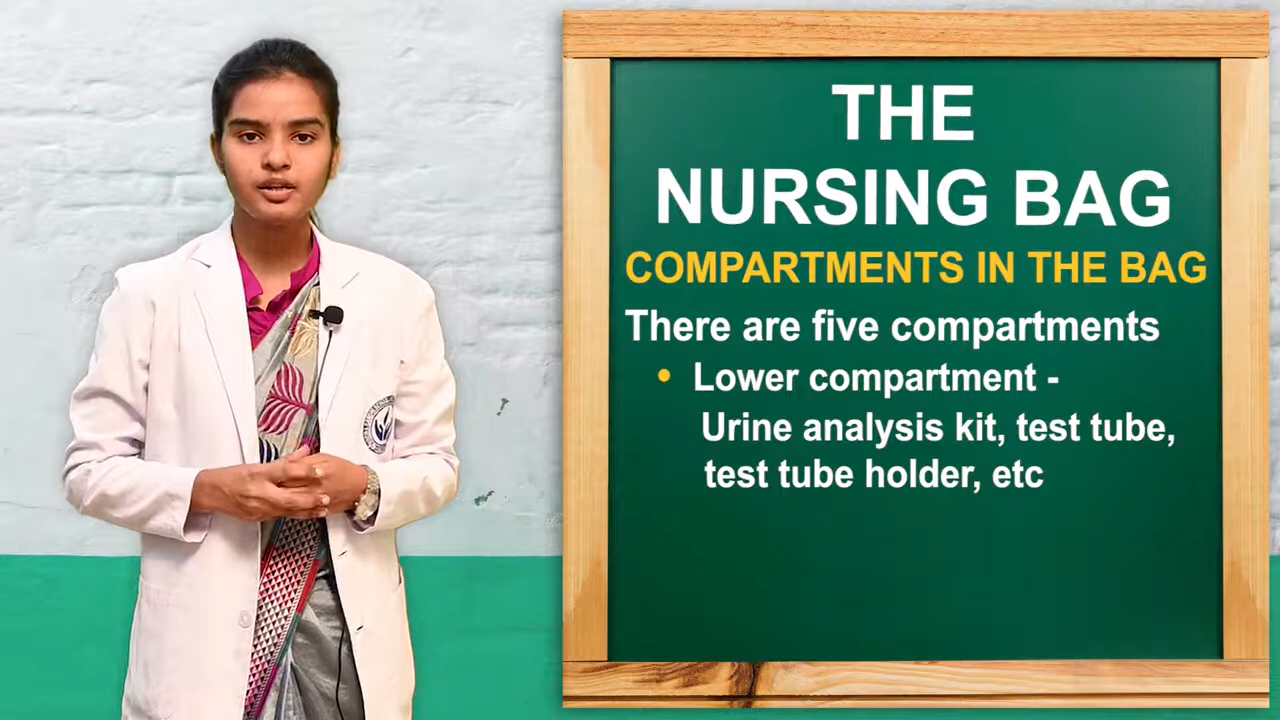 THE
NURSING BAG
COMPARTMENTS IN THE BAG
There are five compartments
• Lower compartment -
Urine analysis kit, test tube,
test tube holder, etc